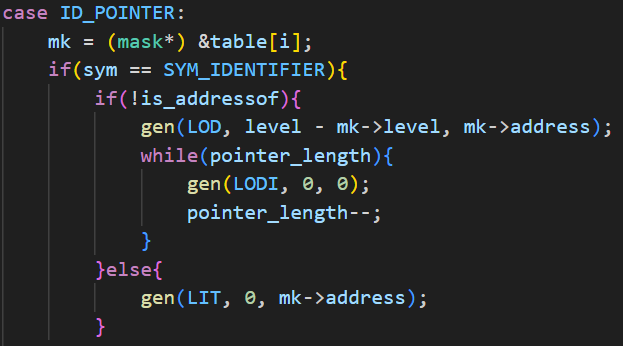 case ID_POINTER:
    mk = (mask*) &table[i];
    if(sym == SYM_IDENTIFIER){
        if(!is_addressof){
            gen(LOD, level - mk->level, mk->address);
            while(pointer_length){
                gen(LODI, 0, 0);
                pointer_length--;
            }
        }else{
            gen(LIT, 0, mk->address);
        }